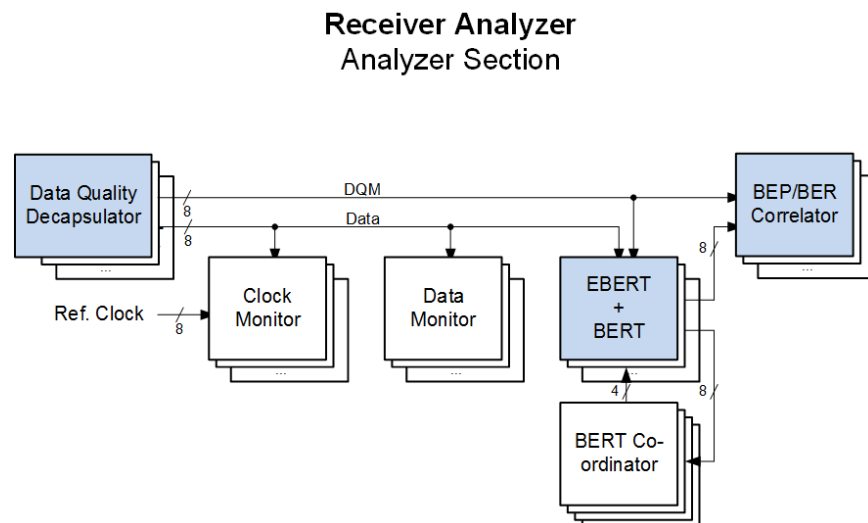 Receiver Analyzer
Analyzer Section
Data Quality
Decapsulator
...
8
DQM
8
Data
BEP/BER
Correlator
...
Ref. Clock
8
Clock
Monitor
...
Data
Monitor
...
EBERT
+
BERT
...
8
4
8
BERT Co-
ordinator